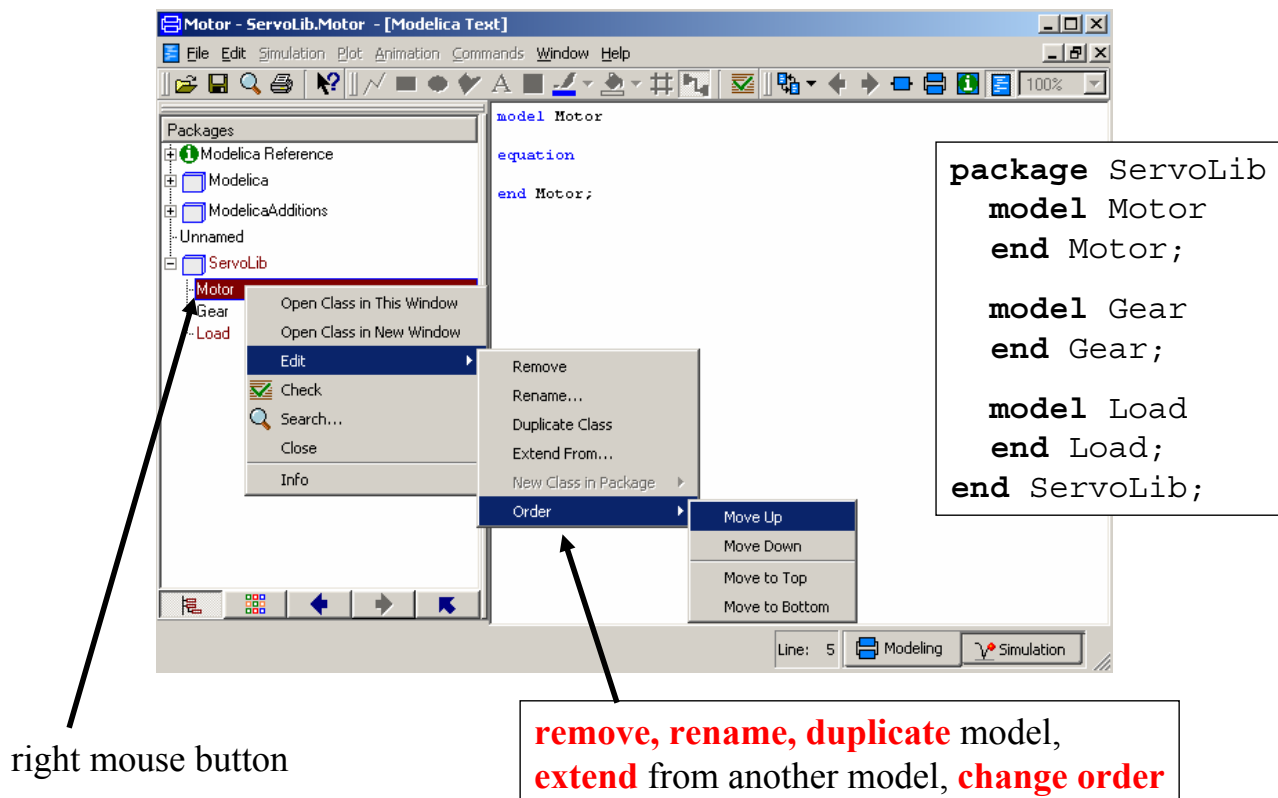 Motor - ServoLib.Motor - [Modelica Text]
File Edit Simulation Plot Animation Commands Window Help
100%
Packages
Modelica Reference
Modelica
ModelicaAdditions
Unnamed
ServoLib
Motor
Gear
Load
Open Class in This Window
Open Class in New Window
Edit
Check
Search...
Close
Info
Remove
Rename...
Duplicate Class
Extend From...
New Class in Package
Order
Move Up
Move Down
Move to Top
Move to Bottom
model Motor
equation
end Motor;
Line: 5 Modeling Simulation
package ServoLib
model Motor
end Motor;
model Gear
end Gear;
model Load
end Load;
end ServoLib;
right mouse button
remove, rename, duplicate model,
extend from another model, change order